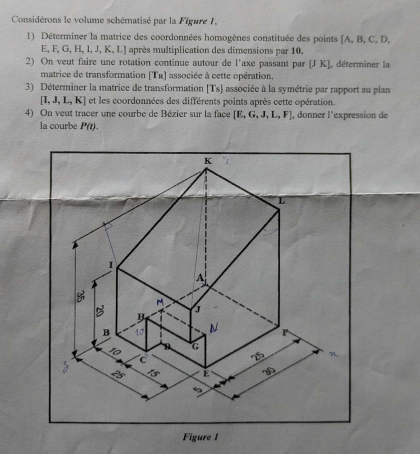 Considérons le volume schématisé par la Figure 1.
1) Déterminer la matrice des coordonnées homogènes constituée des points [A, B, C, D,
E, F, G, H, I, J, K, L] après multiplication des dimensions par 10.
2) On veut faire une rotation continue autour de l'axe passant par [J K], déterminer la
matrice de transformation [TR] associée à cette opération.
3) Déterminer la matrice de transformation [Ts] associée à la symétrie par rapport au plan
[I, J, L, K] et les coordonnées des différents points après cette opération.
4) On veut tracer une courbe de Bézier sur la face [E, G, J, L, F], donner l'expression de
la courbe P(t).
K
L
I
A
M
H
J
N
B
10
D
G
F
C
E
35
20
10
15
25
5
25
30
x
z
Figure 1